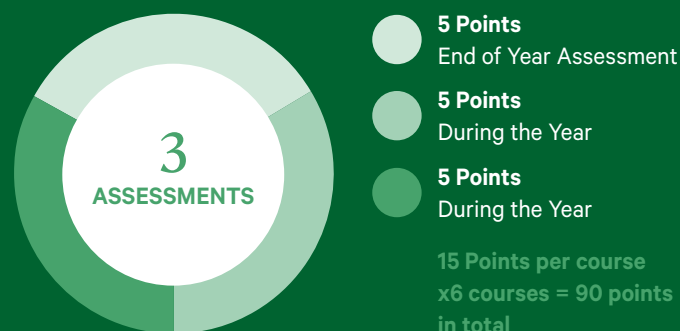 3
ASSESSMENTS
5 Points
End of Year Assessment
5 Points
During the Year
5 Points
During the Year
15 Points per course
x6 courses = 90 points
in total